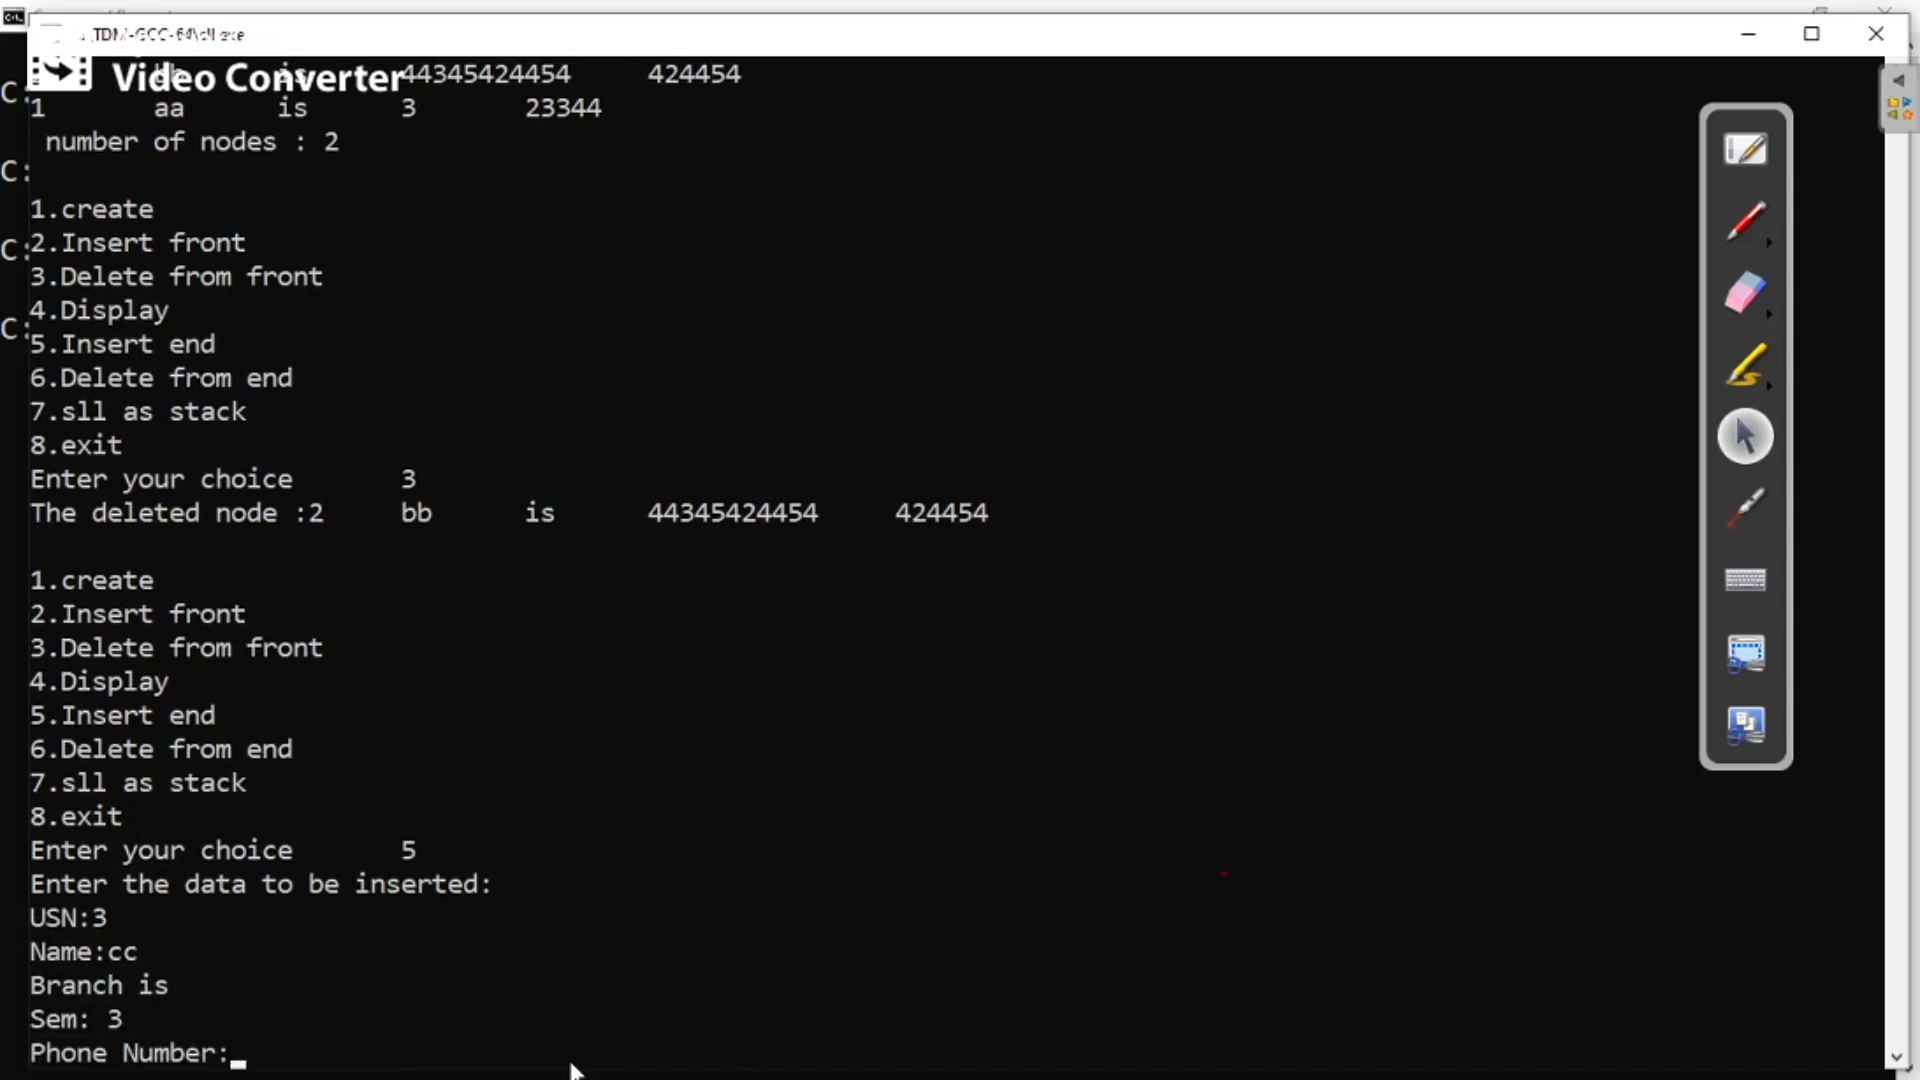 TDM-GCC-64\sll.exe
Video Converter
is 44345424454 424454
1 aa is 3 23344
number of nodes : 2
C:
C:
C:
C:
1.create
2.Insert front
3.Delete from front
4.Display
5.Insert end
6.Delete from end
7.sll as stack
8.exit
Enter your choice 3
The deleted node :2 bb is 44345424454 424454
1.create
2.Insert front
3.Delete from front
4.Display
5.Insert end
6.Delete from end
7.sll as stack
8.exit
Enter your choice 5
Enter the data to be inserted:
USN:3
Name:cc
Branch is
Sem: 3
Phone Number: